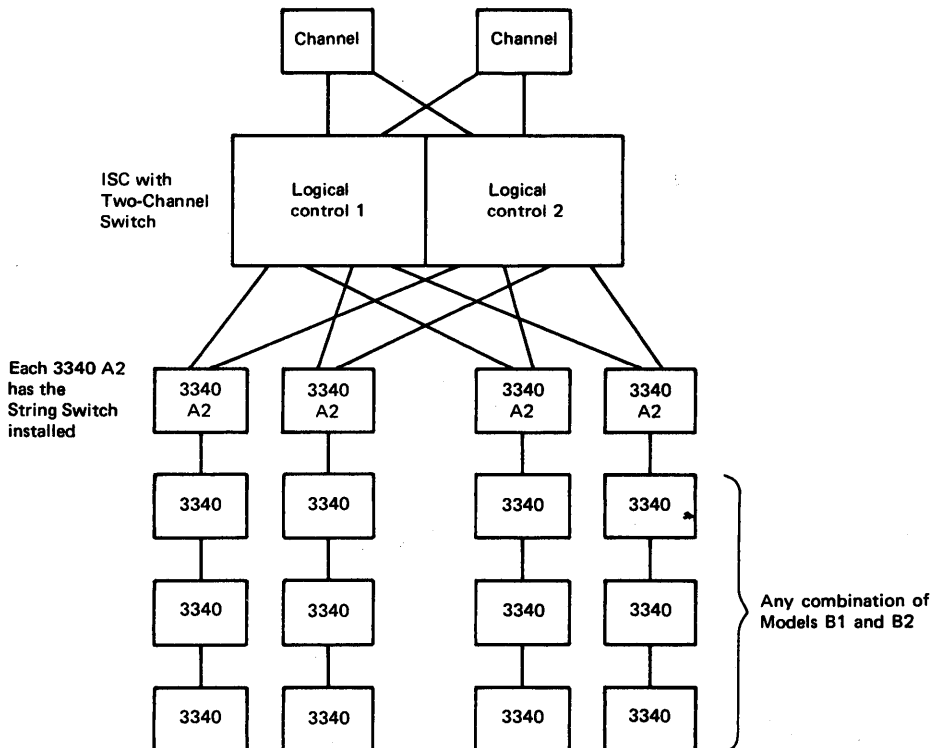 Channel
Channel
ISC with
Two-Channel
Switch
Logical
control 1
Logical
control 2
Each 3340 A2
has the
String Switch
installed
3340
A2
3340
A2
3340
A2
3340
A2
3340
3340
3340
3340
3340
3340
3340
3340
Any combination of
Models B1 and B2
3340
3340
3340
3340